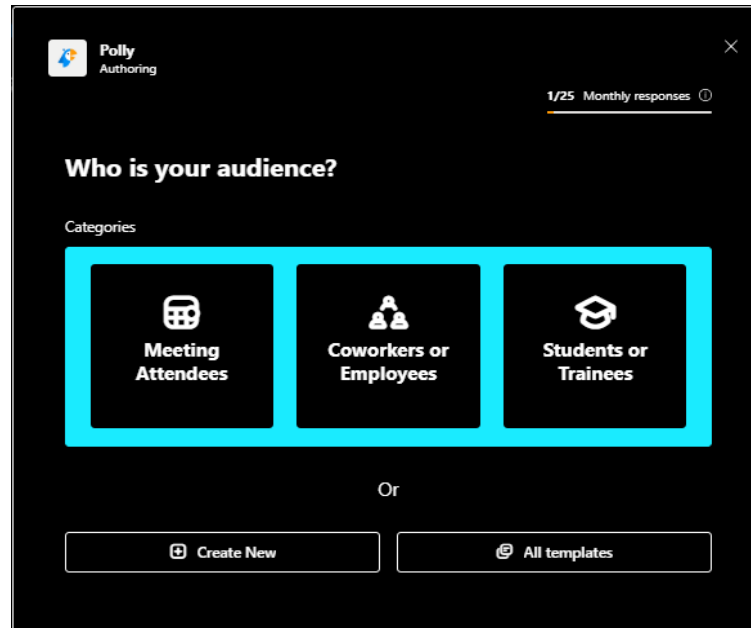 Polly
Authoring
1/25 Monthly responses
Who is your audience?
Categories
Meeting
Attendees
Coworkers or
Employees
Students or
Trainees
Or
Create New
All templates